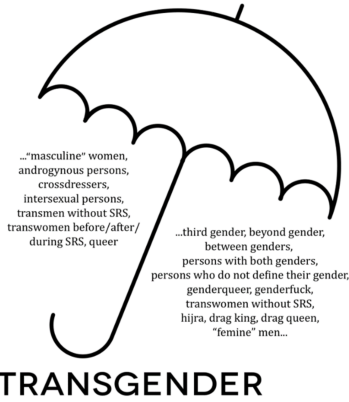 ..."masculine" women,
androgynous persons,
crossdressers,
intersexual persons,
transmen without SRS,
transwomen before/after/
during SRS, queer
...third gender, beyond gender,
between genders,
persons with both genders,
persons who do not define their gender,
genderqueer, genderfuck,
transwomen without SRS,
hijra, drag king, drag queen,
“femine” men...
TRANSGENDER